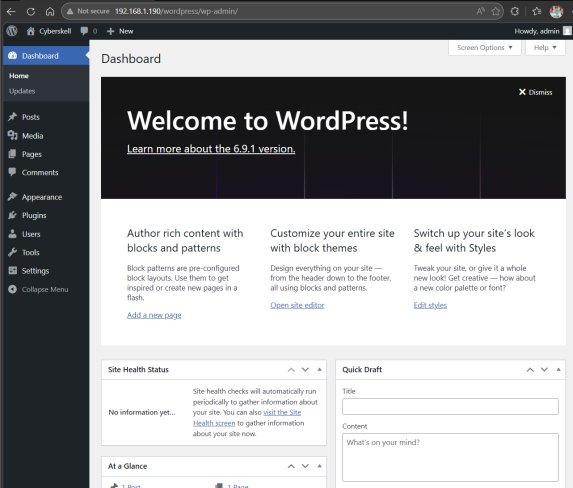 Not secure 192.168.1.190/wordpress/wp-admin/
Cyberskell 0 New Howdy, admin
Dashboard
Home
Updates
Posts
Media
Pages
Comments
Appearance
Plugins
Users
Tools
Settings
Collapse Menu
Screen Options ▼ Help ▼
Dashboard
Dismiss
Welcome to WordPress!
Learn more about the 6.9.1 version.
Author rich content with
blocks and patterns
Block patterns are pre-configured
block layouts. Use them to get
inspired or create new pages in a
flash.
Add a new page
Customize your entire site
with block themes
Design everything on your site —
from the header down to the footer,
all using blocks and patterns.
Open site editor
Switch up your site’s look
& feel with Styles
Tweak your site, or give it a whole
new look! Get creative — how about
a new color palette or font?
Edit styles
Site Health Status
No information yet...
Site health checks will automatically run
periodically to gather information about
your site. You can also visit the Site
Health screen to gather information
about your site now.
At a Glance
1 Post 1 Page
Quick Draft
Title
Content
What’s on your mind?